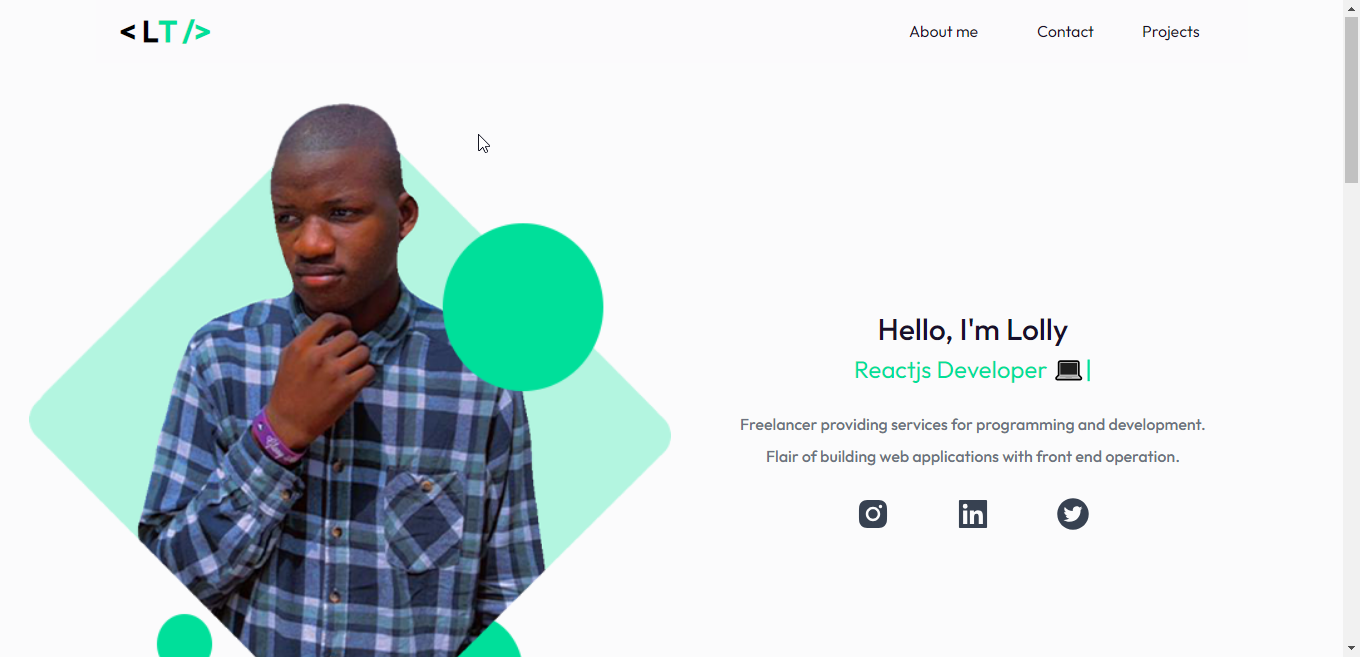 < LT />
About me Contact Projects
Hello, I'm Lolly
Reactjs Developer 💻|
Freelancer providing services for programming and development.
Flair of building web applications with front end operation.
in